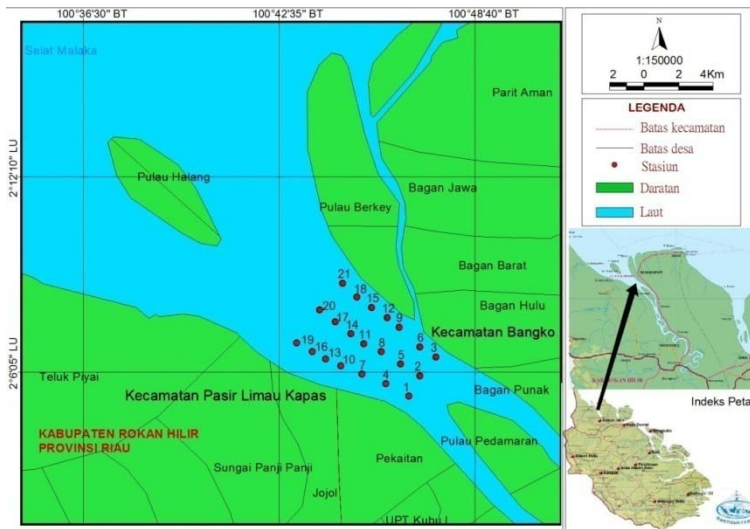 100°36'30" BT
100°42'35" BT
100°48'40" BT
2°12'10" LU
2°6'05" LU
Selat Malaka
Parit Aman
Pulau Halang
Bagan Jawa
Pulau Berkey
Bagan Barat
Bagan Hulu
Kecamatan Bangko
21
18
15
12
9
6
3
20
17
14
11
8
5
2
19
16
13
10
7
4
1
Teluk Piyai
Kecamatan Pasir Limau Kapas
Bagan Punak
Pulau Pedamaran
KABUPATEN ROKAN HILIR
PROVINSI RIAU
Sungai Panji Panji
Pekaitan
Jojol
UPT Kubu I
N
1:150000
2 0 2 4Km
LEGENDA
Batas kecamatan
Batas desa
Stasiun
Daratan
Laut
Indeks Peta